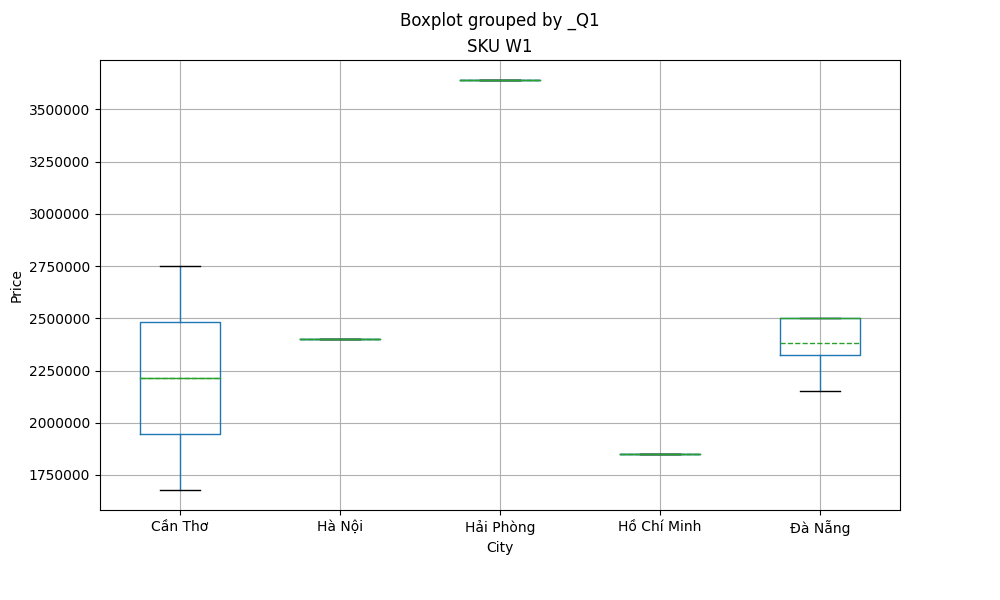 Boxplot grouped by _Q1
SKU W1
3500000
3250000
3000000
2750000
2500000
2250000
2000000
1750000
Price
Cần Thơ Hà Nội Hải Phòng Hồ Chí Minh Đà Nẵng
City